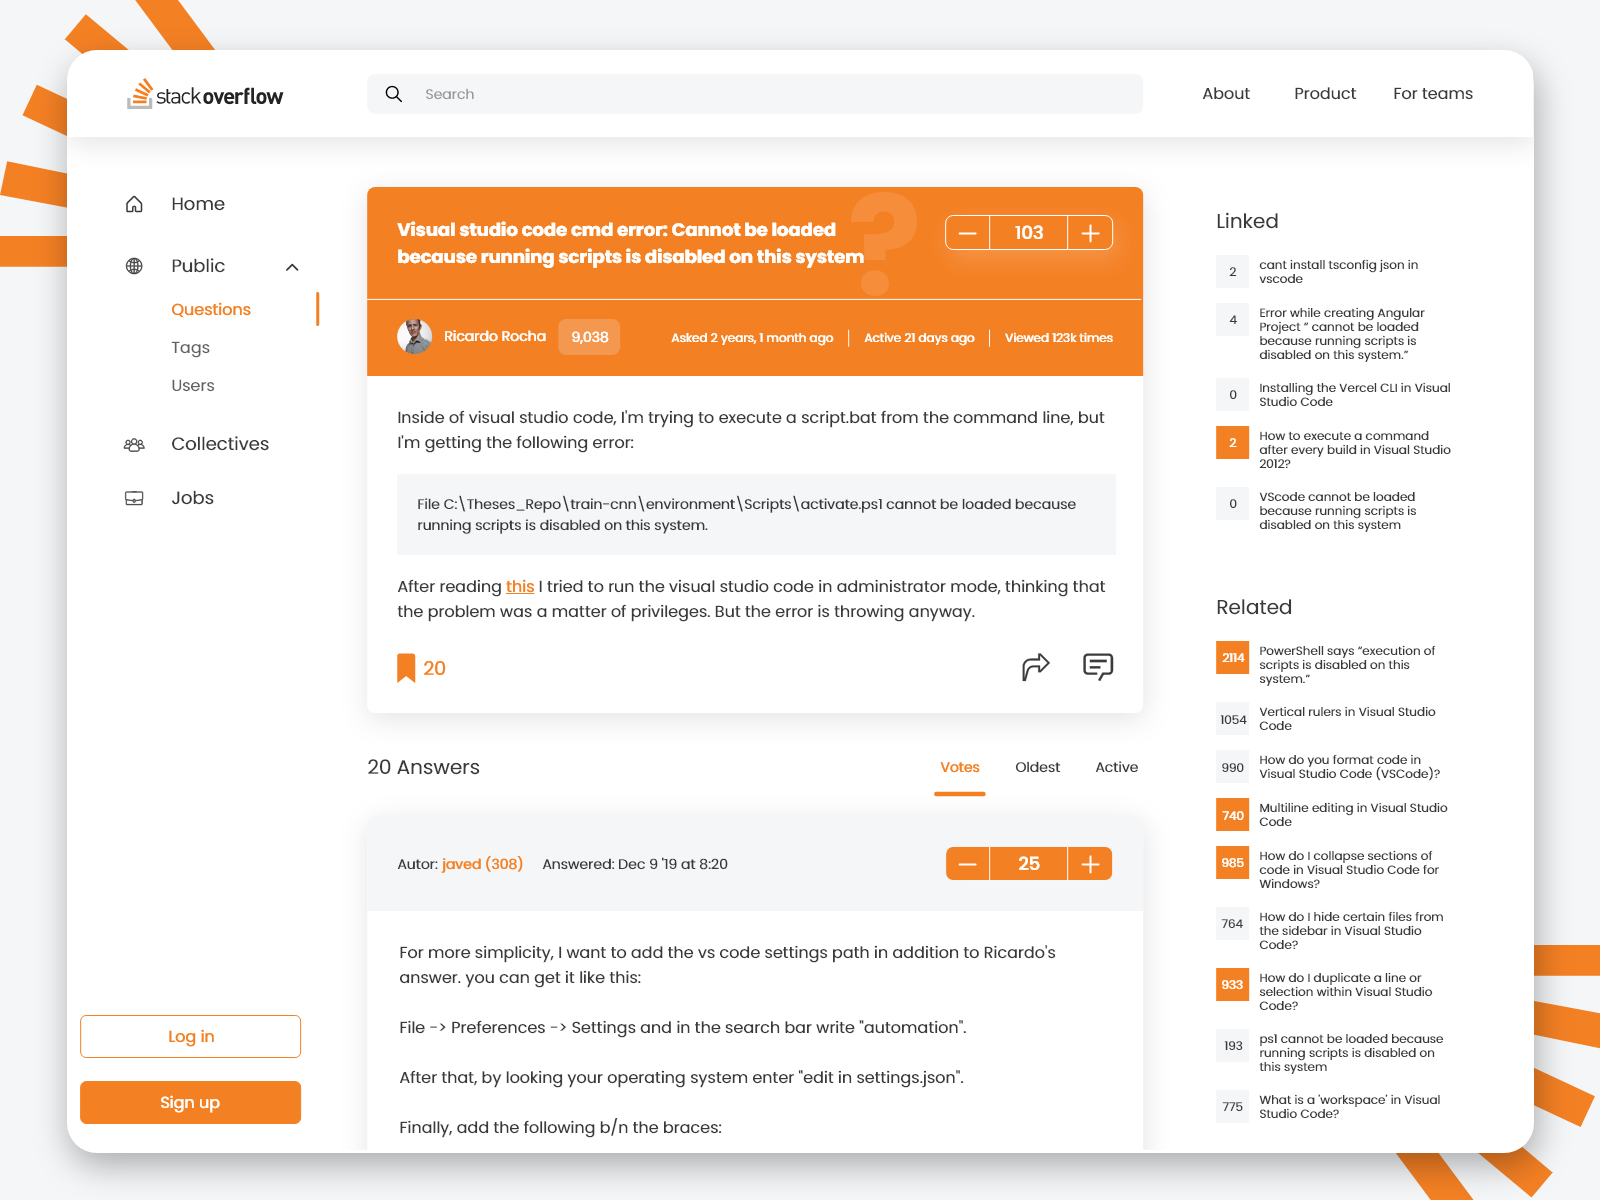 stackoverflow
Search
About
Product
For teams
Home
Public
Questions
Tags
Users
Collectives
Jobs
Log in
Sign up
Visual studio code cmd error: Cannot be loaded
because running scripts is disabled on this system
?
103
Ricardo Rocha
9,038
Asked 2 years, 1 month ago
Active 21 days ago
Viewed 123k times
Inside of visual studio code, I'm trying to execute a script.bat from the command line, but
I'm getting the following error:
File C:\Theses_Repo\train-cnn\environment\Scripts\activate.ps1 cannot be loaded because
running scripts is disabled on this system.
After reading this I tried to run the visual studio code in administrator mode, thinking that
the problem was a matter of privileges. But the error is throwing anyway.
20
20 Answers
Votes
Oldest
Active
Autor: javed (308)
Answered: Dec 9 '19 at 8:20
25
For more simplicity, I want to add the vs code settings path in addition to Ricardo's
answer. you can get it like this:
File -> Preferences -> Settings and in the search bar write "automation".
After that, by looking your operating system enter "edit in settings.json".
Finally, add the following b/n the braces:
Linked
2
cant install tsconfig json in
vscode
4
Error while creating Angular
Project “ cannot be loaded
because running scripts is
disabled on this system.”
0
Installing the Vercel CLI in Visual
Studio Code
2
How to execute a command
after every build in Visual Studio
2012?
0
VScode cannot be loaded
because running scripts is
disabled on this system
Related
2114
PowerShell says “execution of
scripts is disabled on this
system.”
1054
Vertical rulers in Visual Studio
Code
990
How do you format code in
Visual Studio Code (VSCode)?
740
Multiline editing in Visual Studio
Code
985
How do I collapse sections of
code in Visual Studio Code for
Windows?
764
How do I hide certain files from
the sidebar in Visual Studio
Code?
933
How do I duplicate a line or
selection within Visual Studio
Code?
193
ps1 cannot be loaded because
running scripts is disabled on
this system
775
What is a 'workspace' in Visual
Studio Code?